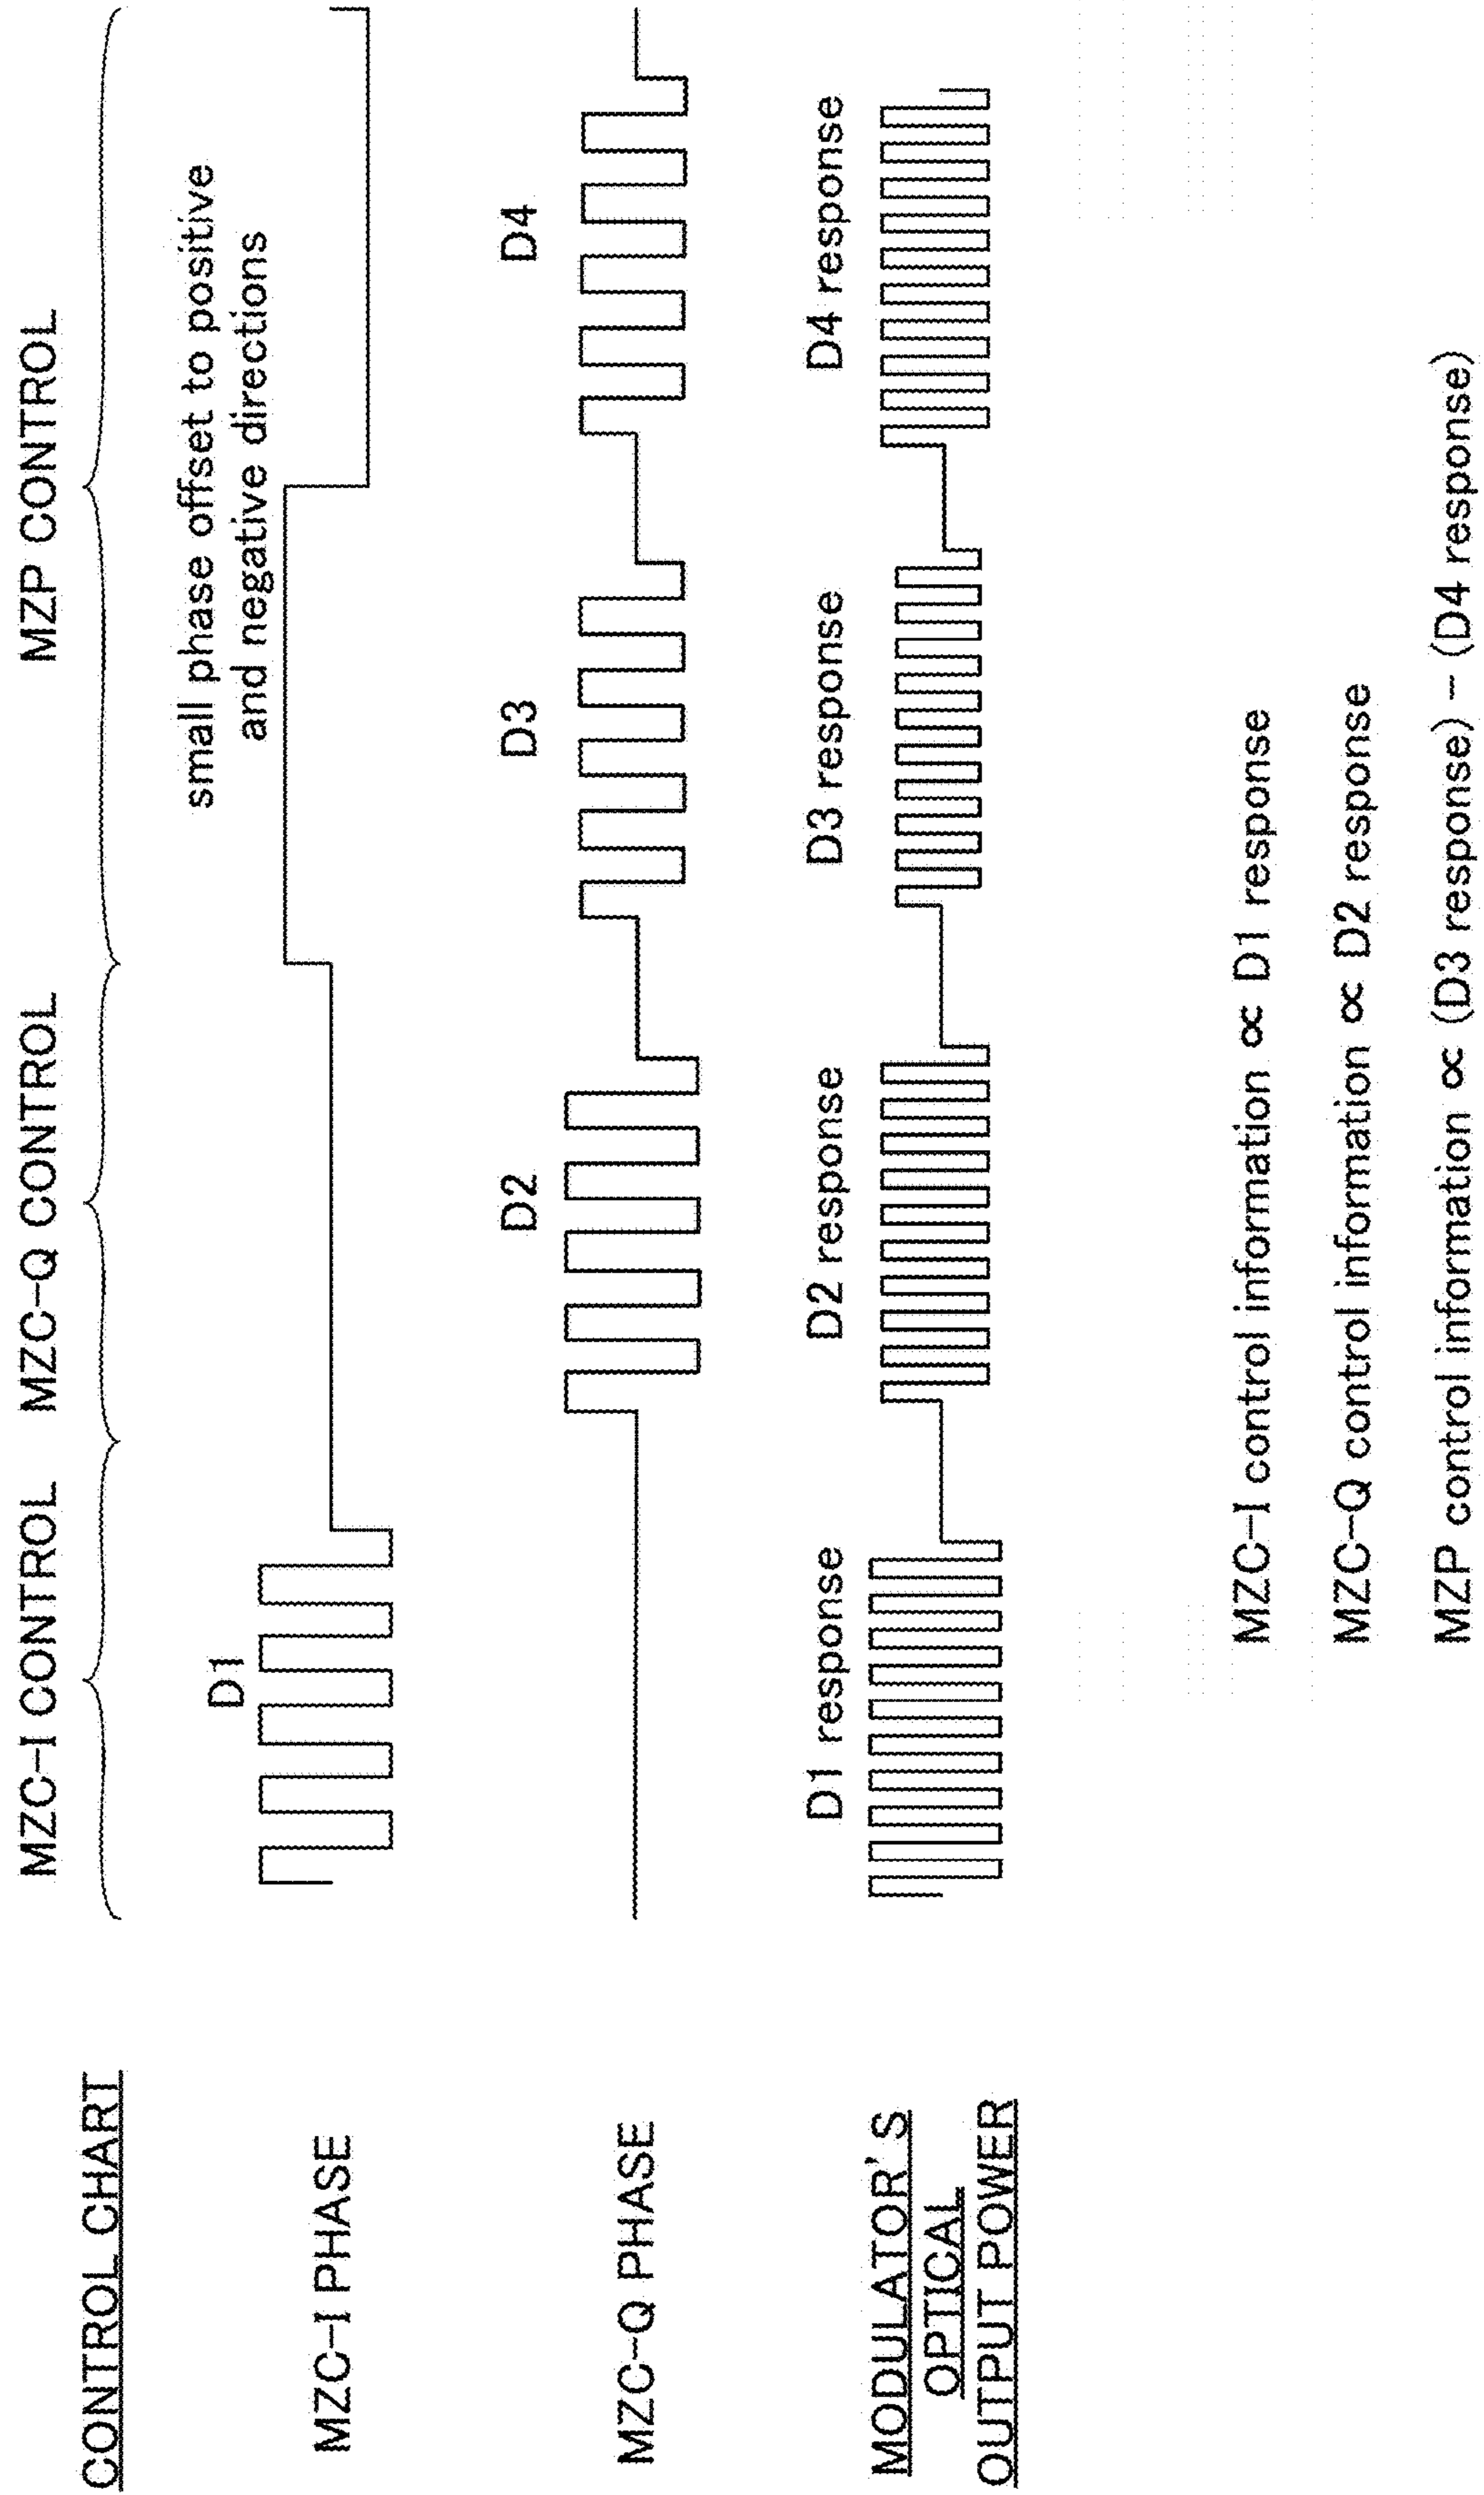 CONTROL CHART
MZC-I CONTROL
MZC-Q CONTROL
MZP CONTROL
small phase offset to positive
and negative directions
MZC-I PHASE
D1
MZC-Q PHASE
D2
D3
D4
MODULATOR'S
OPTICAL
OUTPUT POWER
D1 response
D2 response
D3 response
D4 response
MZC-I control information ∝ D1 response
MZC-Q control information ∝ D2 response
MZP control information ∝ (D3 response) - (D4 response)